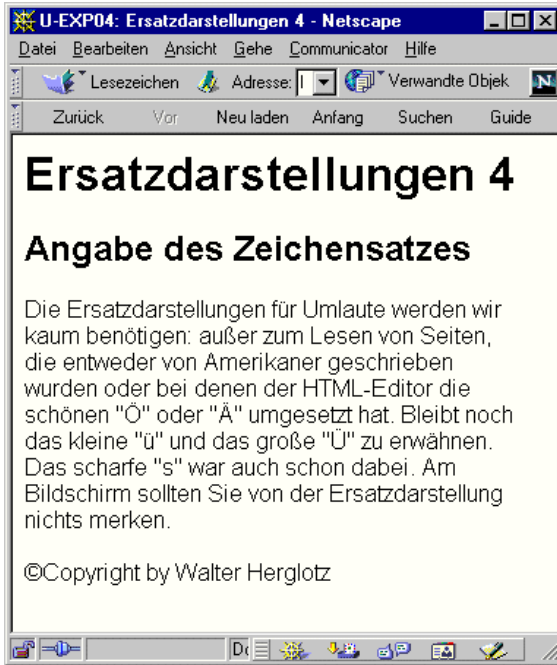 U-EXP04: Ersatzdarstellungen 4 - Netscape
Datei Bearbeiten Ansicht Gehe Communicator Hilfe
Lesezeichen Adresse: Verwandte Objek N
Zurück Vor Neu laden Anfang Suchen Guide
Ersatzdarstellungen 4
Angabe des Zeichensatzes
Die Ersatzdarstellungen für Umlaute werden wir
kaum benötigen: außer zum Lesen von Seiten,
die entweder von Amerikaner geschrieben
wurden oder bei denen der HTML-Editor die
schönen "Ö" oder "Ä" umgesetzt hat. Bleibt noch
das kleine "ü" und das große "Ü" zu erwähnen.
Das scharfe "s" war auch schon dabei. Am
Bildschirm sollten Sie von der Ersatzdarstellung
nichts merken.
©Copyright by Walter Herglotz